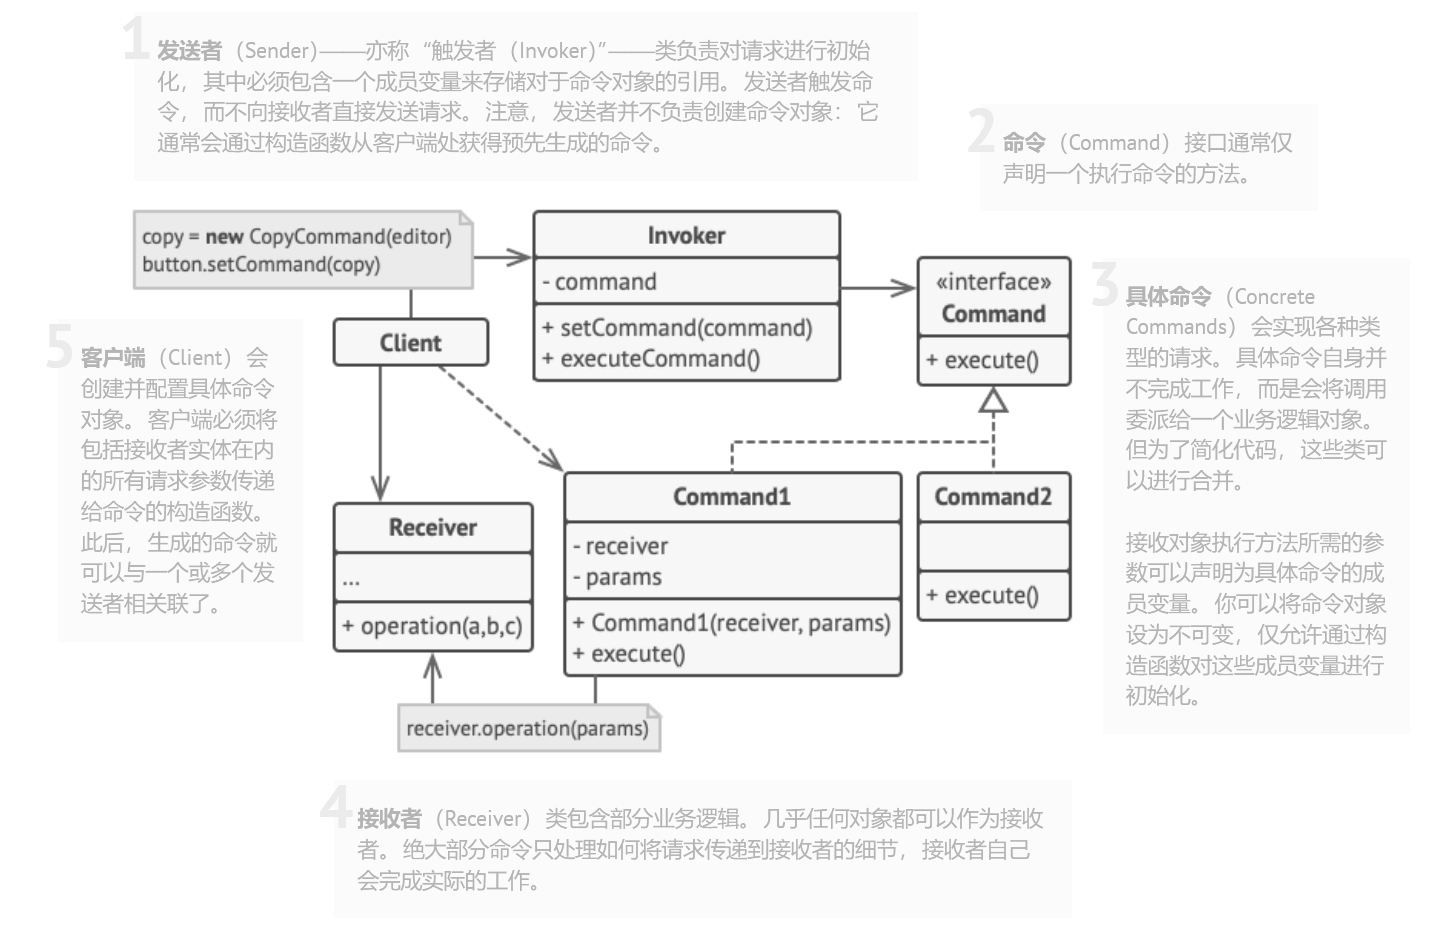 1
发送者（Sender）——亦称“触发者（Invoker）”——类负责对请求进行初始
化，其中必须包含一个成员变量来存储对于命令对象的引用。发送者触发命
令，而不向接收者直接发送请求。注意，发送者并不负责创建命令对象：它
通常会通过构造函数从客户端处获得预先生成的命令。
2
命令（Command）接口通常仅
声明一个执行命令的方法。
copy = new CopyCommand(editor)
button.setCommand(copy)
Invoker
- command
+ setCommand(command)
+ executeCommand()
«interface»
Command
+ execute()
3
具体命令（Concrete
Commands）会实现各种类
型的请求。具体命令自身并
不完成工作，而是会将调用
委派给一个业务逻辑对象。
但为了简化代码，这些类可
以进行合并。
接收对象执行方法所需的参
数可以声明为具体命令的成
员变量。你可以将命令对象
设为不可变，仅允许通过构
造函数对这些成员变量进行
初始化。
5
客户端（Client）会
创建并配置具体命令
对象。客户端必须将
包括接收者实体在内
的所有请求参数传递
给命令的构造函数。
此后，生成的命令就
可以与一个或多个发
送者相关联了。
Client
Receiver
...
+ operation(a,b,c)
Command1
- receiver
- params
+ Command1(receiver, params)
+ execute()
Command2
+ execute()
receiver.operation(params)
4
接收者（Receiver）类包含部分业务逻辑。几乎任何对象都可以作为接收
者。绝大部分命令只处理如何将请求传递到接收者的细节，接收者自己
会完成实际的工作。